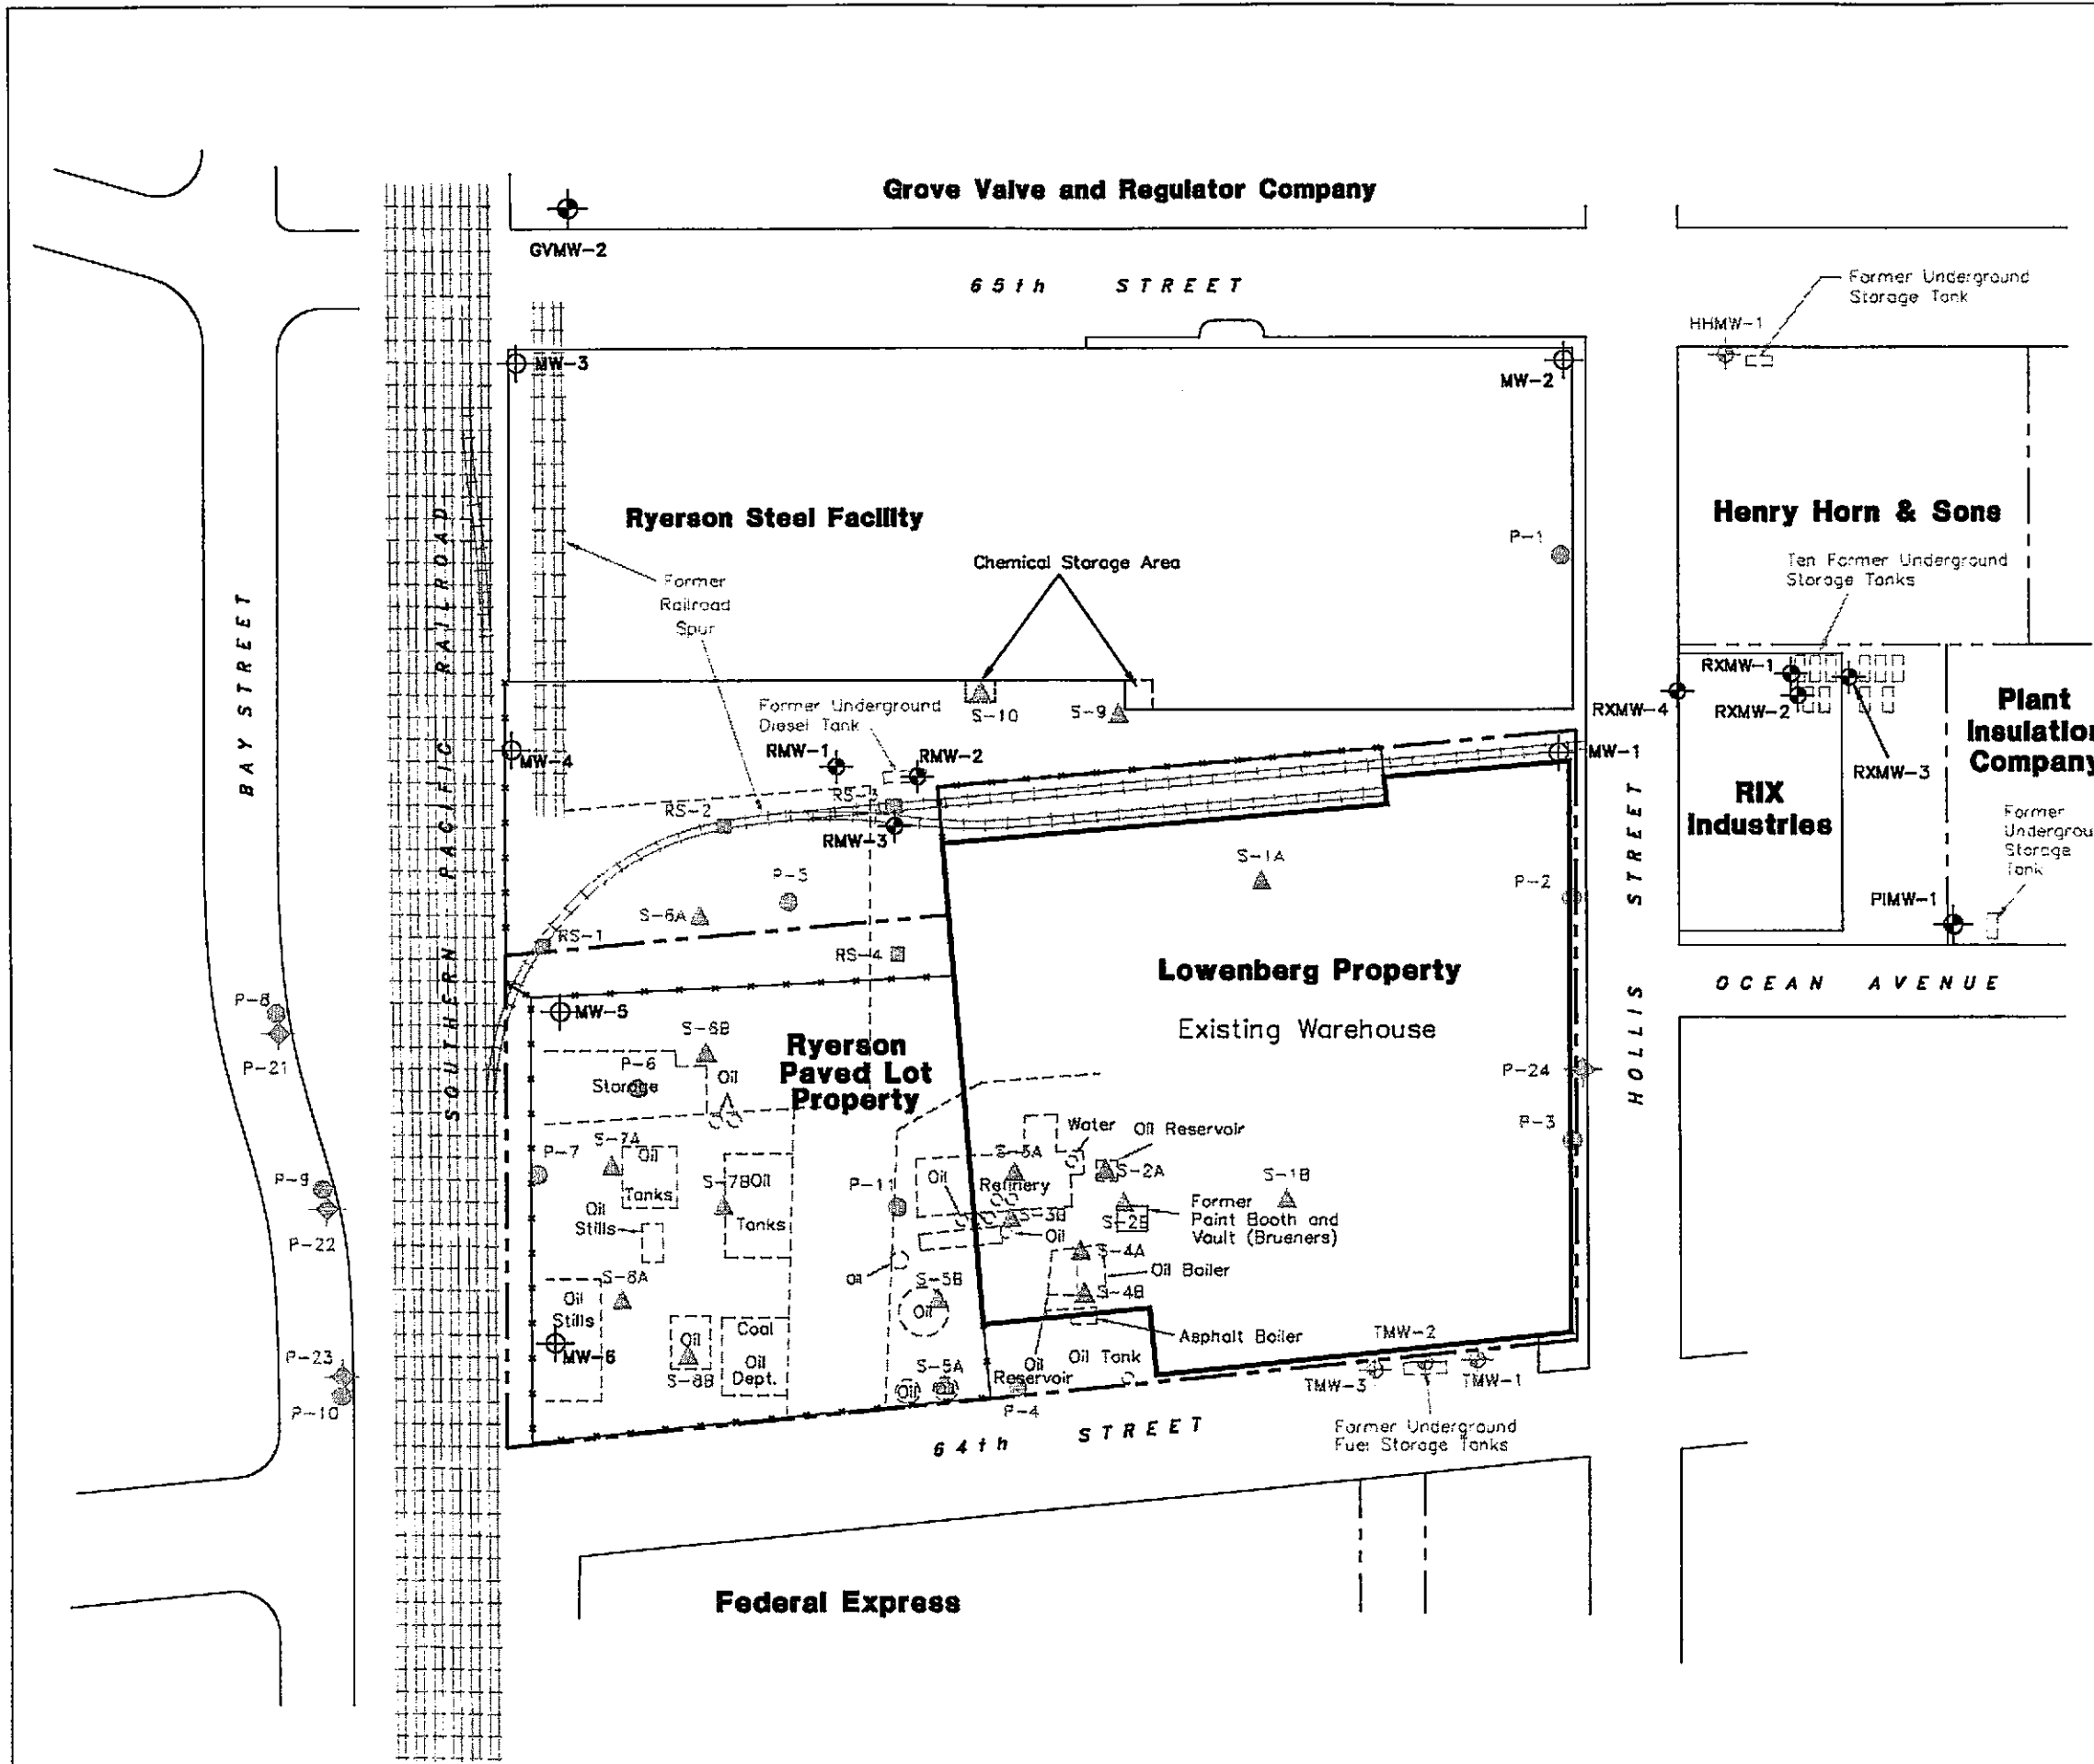 Grove Valve and Regulator Company
GVMW-2
65th STREET
Former Underground
Storage Tank
HHMW-1
MW-3
MW-2
Ryerson Steel Facility
Henry Horn & Sons
P-1
Chemical Storage Area
Ten Former Underground
Storage Tanks
Former
Railroad
Spur
BAY STREET
SOUTHERN PACIFIC RAILROAD
RXMW-1
RXMW-4
RXMW-2
RXMW-3
Plant
Insulation
Company
S-10
S-9
Former Underground
Diesel Tank
RMW-1
RMW-2
MW-4
MW-1
RIX
Industries
RS-2
RMW-3
Former
Undergrou
Storage
Tank
S-1A
P-5
P-2
S-6A
PIMW-1
RS-1
RS-4
Lowenberg Property
Existing Warehouse
HOLLIS STREET
OCEAN AVENUE
P-8
P-21
MW-5
S-6B
Ryerson
Paved Lot
Property
P-6
Storage
Oil
P-24
Water
Oil Reservoir
P-3
P-7
S-7A
Oil
Tanks
S-7B
Oil
Tanks
P-11
Oil
S-3A
Refinery
S-2A
S-1B
P-9
P-22
Oil
Stills
S-3B
Oil
S-2B
Former
Paint Booth and
Vault (Brueners)
S-4A
Oil
Oil Boiler
S-8A
S-5B
Oil
S-4B
Oil
Stills
MW-6
Oil
S-8B
Coal
Oil
Dept.
Asphalt Boiler
TMW-2
P-23
P-10
S-5A
Oil
Oil
Reservoir
Oil Tank
TMW-3
TMW-1
P-4
64th STREET
Former Underground
Fuel Storage Tanks
Federal Express